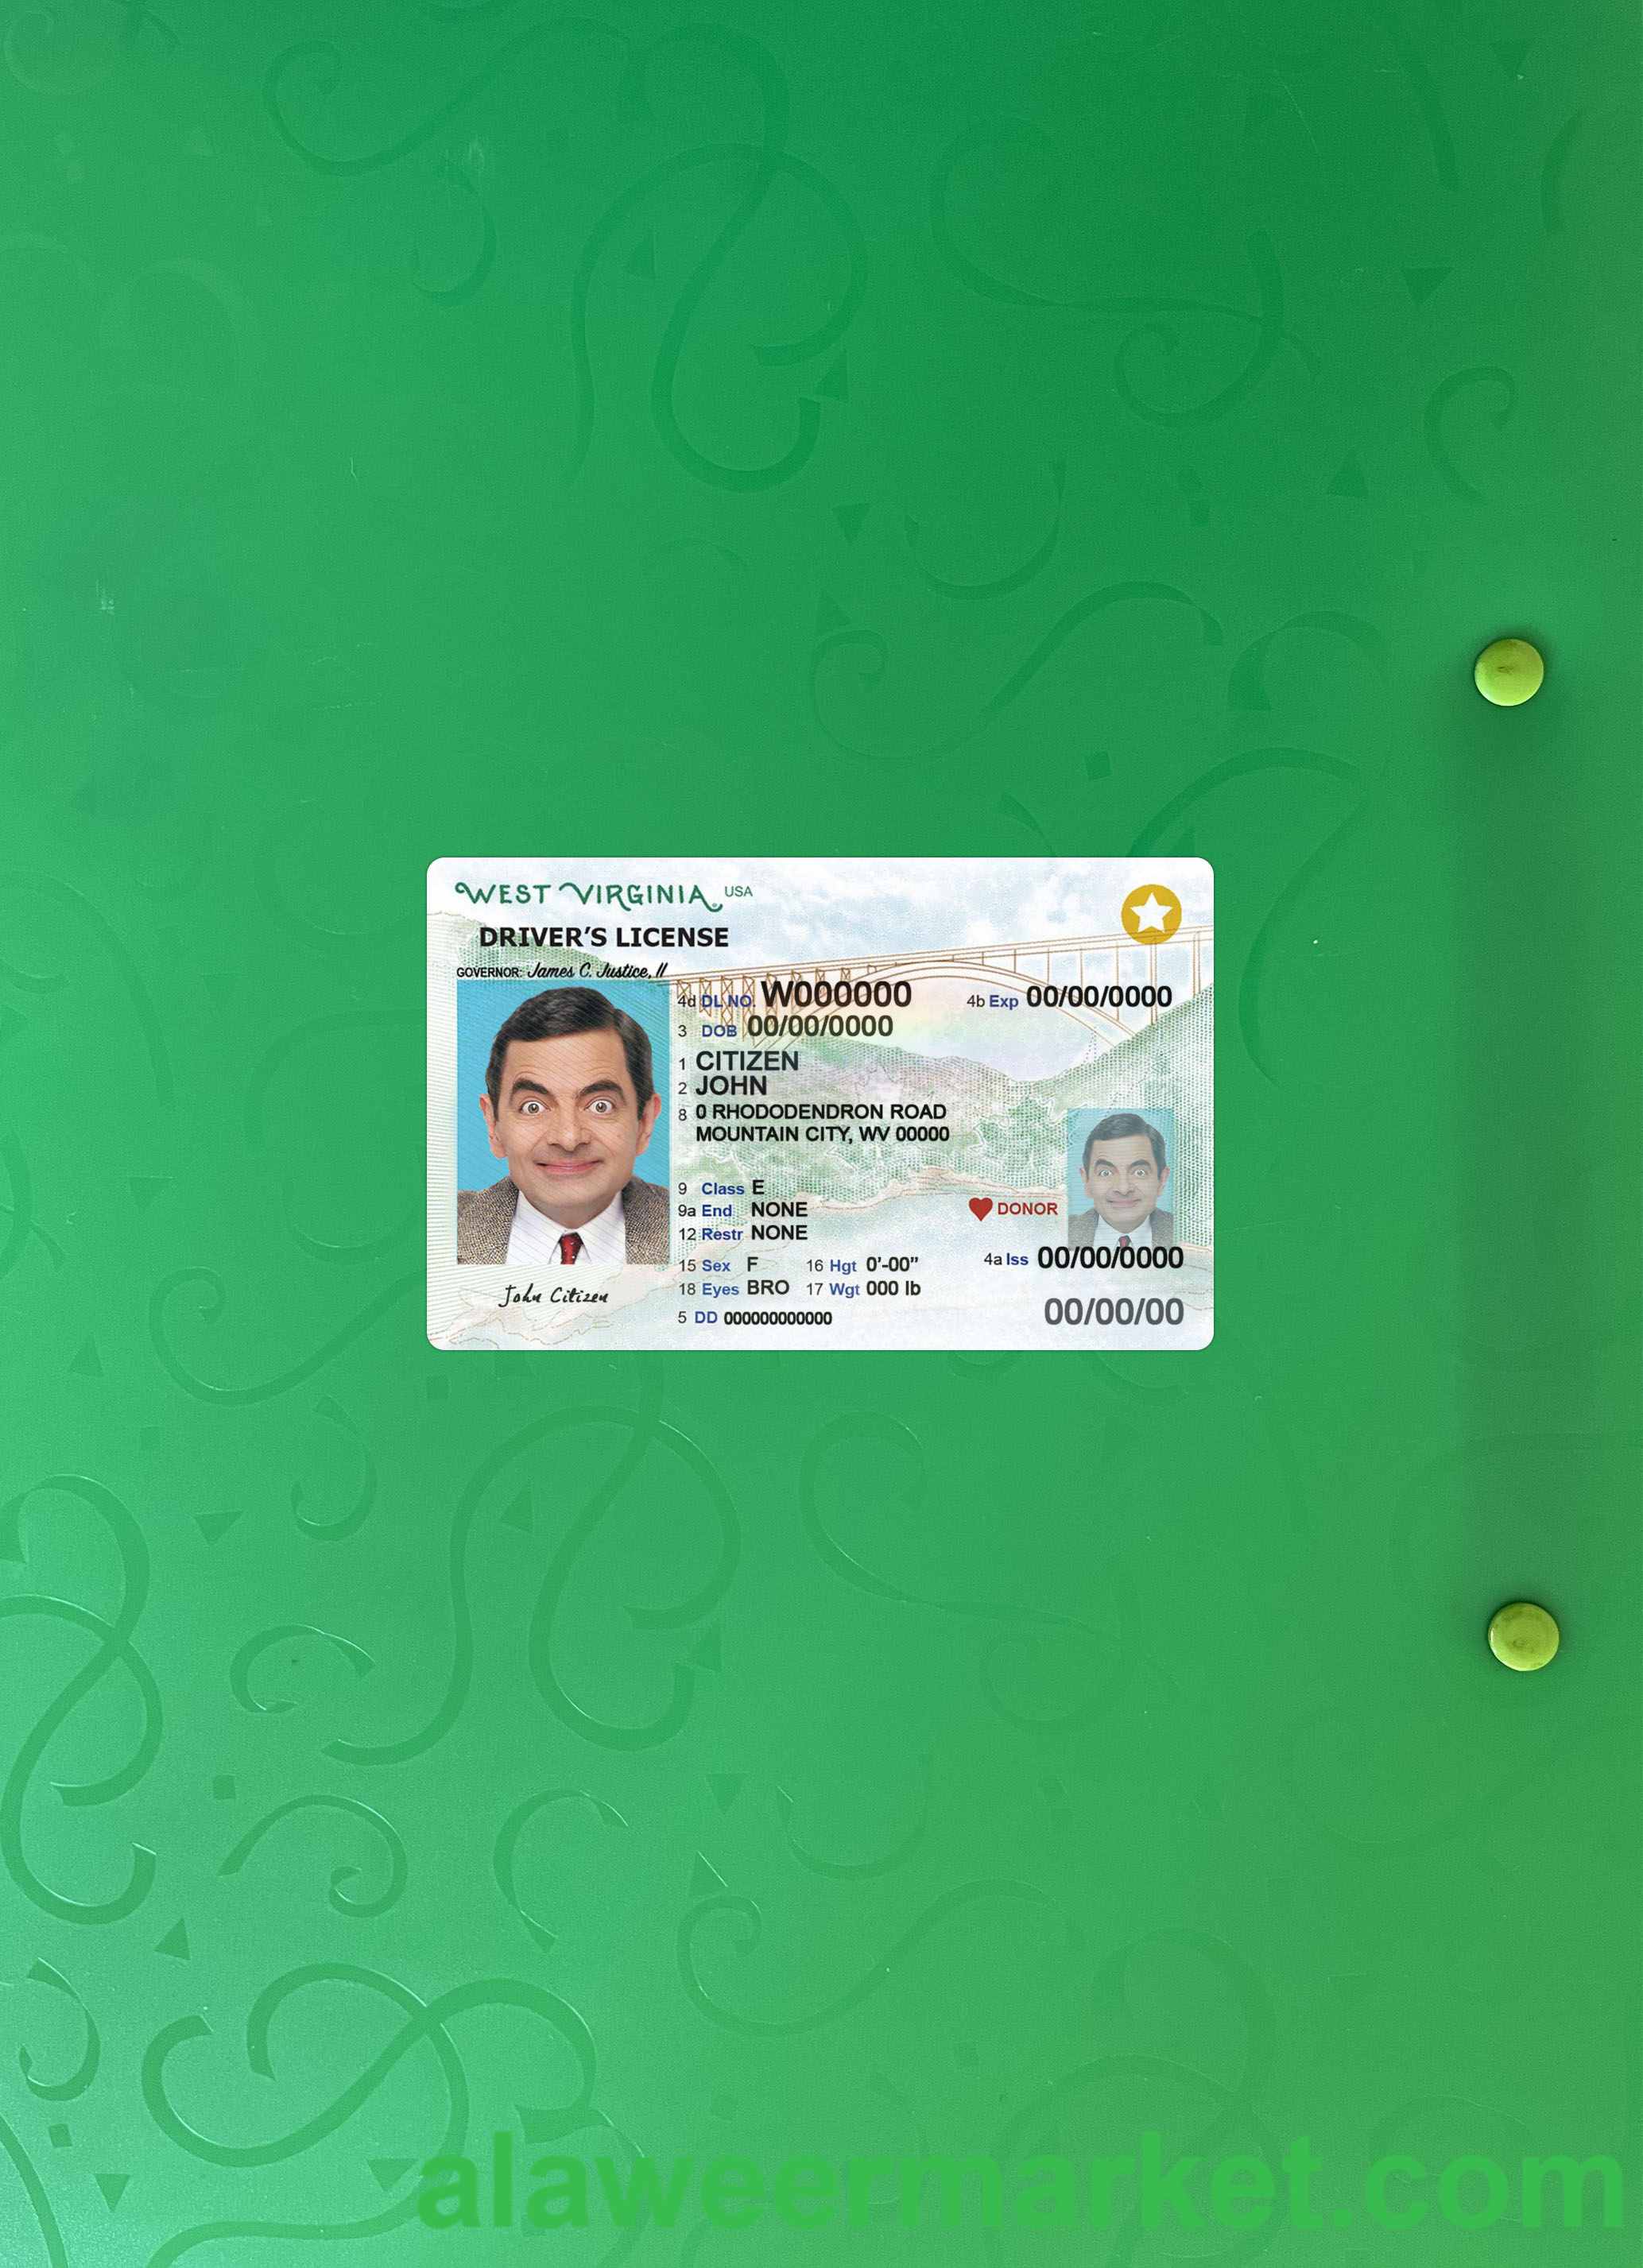 WEST VIRGINIA USA
DRIVER'S LICENSE
GOVERNOR: James C. Justice, II
4d DL NO. W000000 4b Exp 00/00/0000
3 DOB 00/00/0000
1 CITIZEN
2 JOHN
8 0 RHODODENDRON ROAD
MOUNTAIN CITY, WV 00000
9 Class E
9a End NONE
12 Restr NONE
DONOR
15 Sex F 16 Hgt 0'-00"
4a Iss 00/00/0000
18 Eyes BRO 17 Wgt 000 lb
John Citizen
5 DD 000000000000
00/00/00
alaweermarket.com